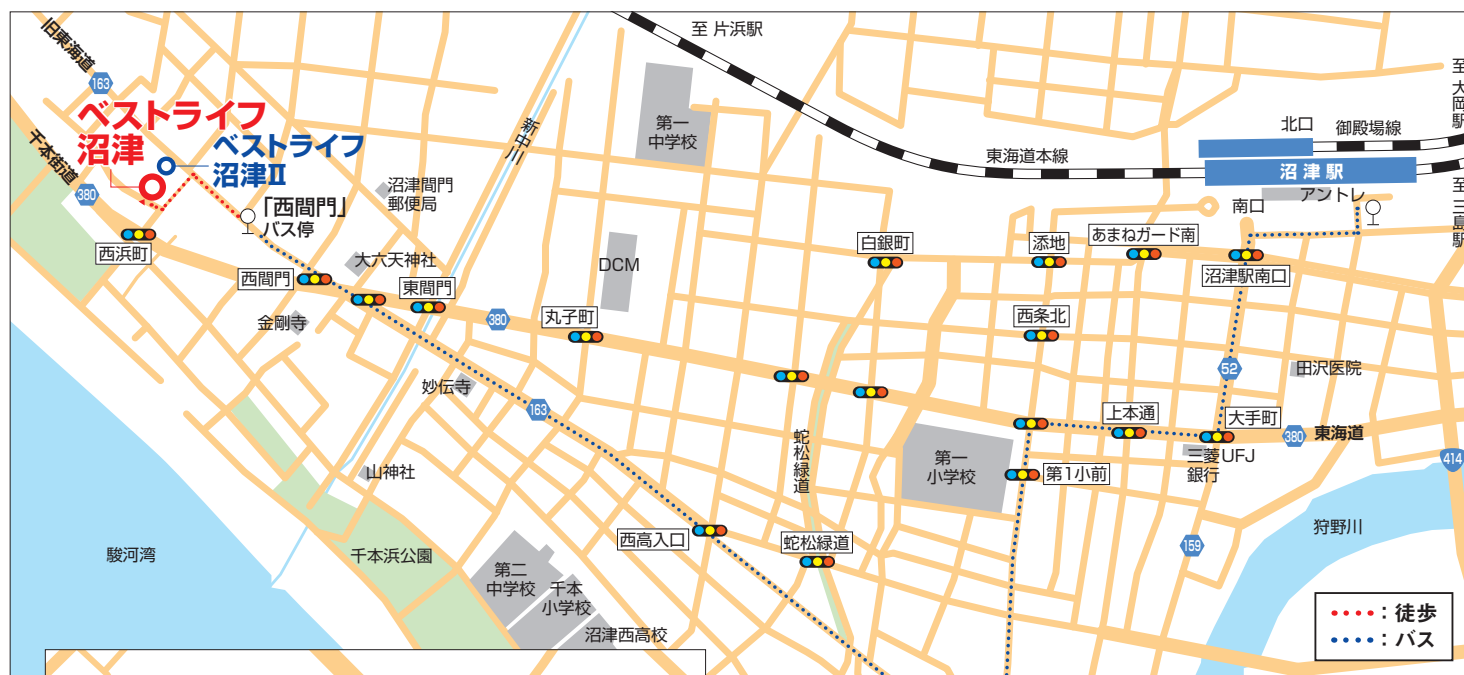 至 片浜駅
旧東海道
163
ベストライフ
沼津
ベストライフ
沼津Ⅱ
千本街道
380
「西間門」
バス停
西浜町
沼津間門
郵便局
新中川
第一
中学校
東海道本線
北口
御殿場線
至 大岡駅
沼津駅
アントレ
南口
至 三島駅
大六天神社
西間門
東間門
金剛寺
380
DCM
丸子町
白銀町
添地
あまねガード南
沼津駅南口
西条北
52
田沢医院
妙伝寺
163
山神社
蛇松緑道
第一
小学校
上本通
大手町
380
東海道
三菱UFJ
銀行
414
第1小前
西高入口
蛇松緑道
159
狩野川
駿河湾
千本浜公園
第二
中学校
千本
小学校
沼津西高校
：徒歩
：バス